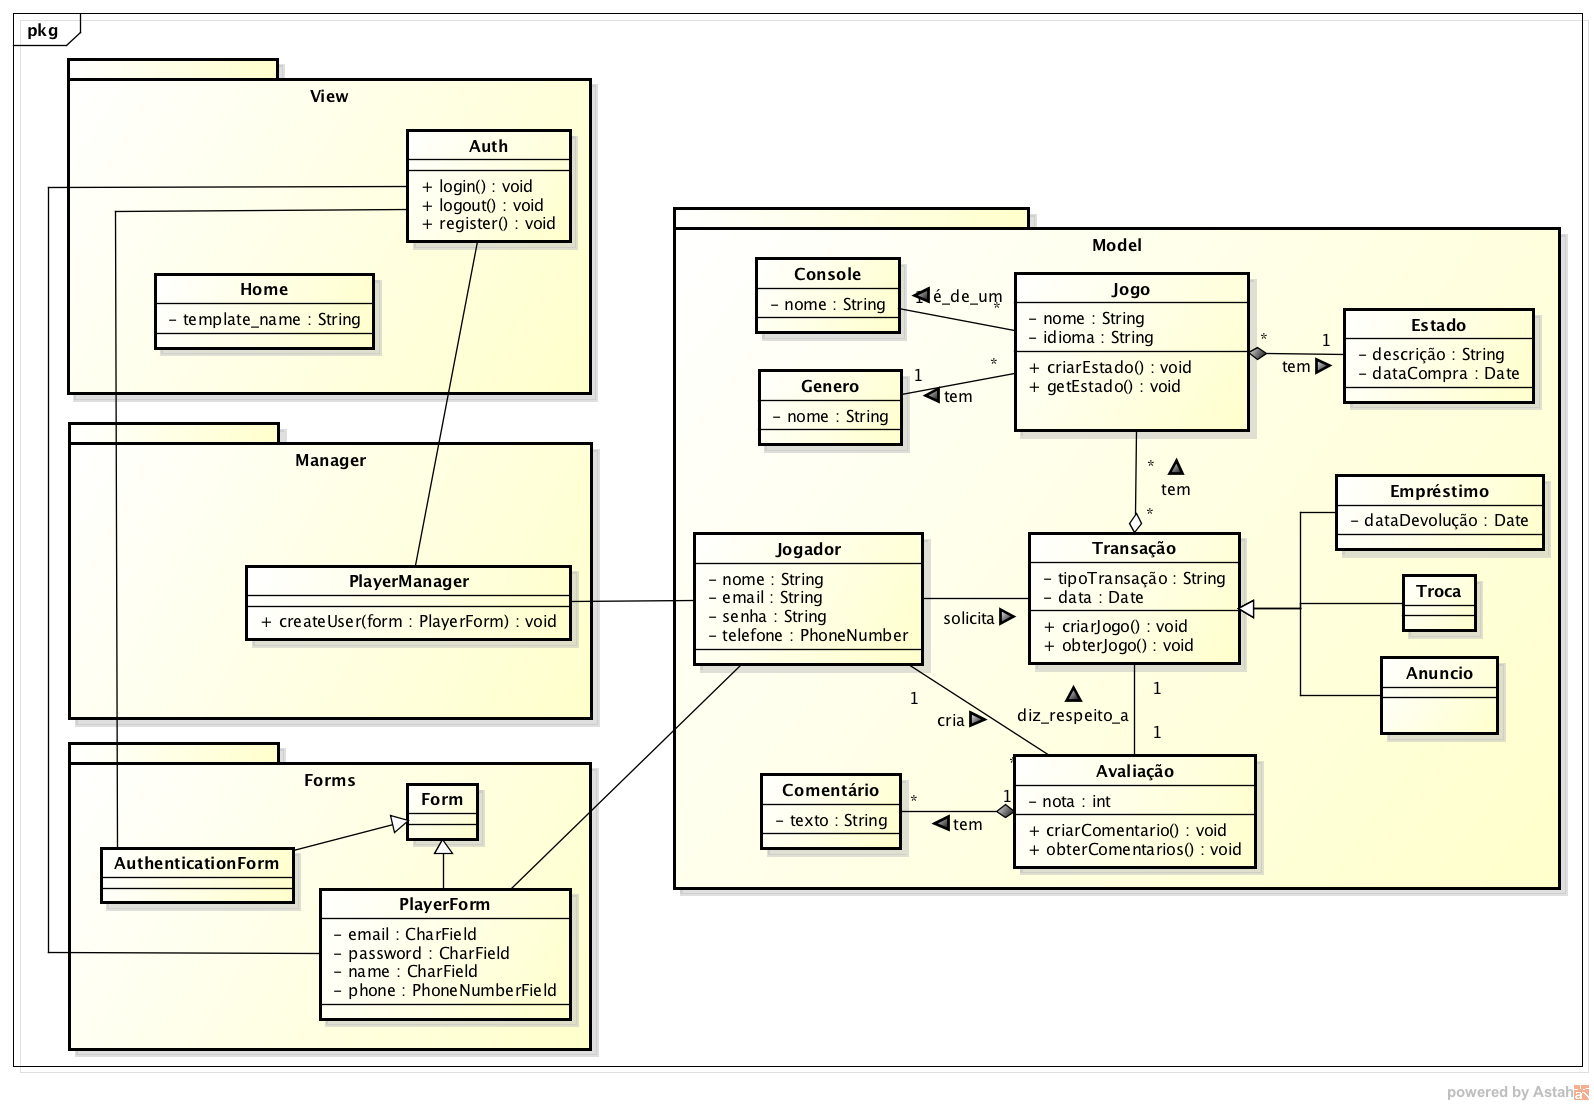 pkg
View
Auth
+ login() : void
+ logout() : void
+ register() : void
Home
- template_name : String
Manager
PlayerManager
+ createUser(form : PlayerForm) : void
Forms
Form
AuthenticationForm
PlayerForm
- email : CharField
- password : CharField
- name : CharField
- phone : PhoneNumberField
Model
Console
- nome : String
1
é_de_um
*
Jogo
- nome : String
- idioma : String
+ criarEstado() : void
+ getEstado() : void
*
1
tem
Estado
- descrição : String
- dataCompra : Date
Genero
- nome : String
1
*
tem
*
tem
*
Empréstimo
- dataDevolução : Date
Jogador
- nome : String
- email : String
- senha : String
- telefone : PhoneNumber
solicita
Transação
- tipoTransação : String
- data : Date
+ criarJogo() : void
+ obterJogo() : void
Troca
Anuncio
1
cria
*
diz_respeito_a
1
1
Comentário
- texto : String
*
1
tem
Avaliação
- nota : int
+ criarComentario() : void
+ obterComentarios() : void
powered by Astah